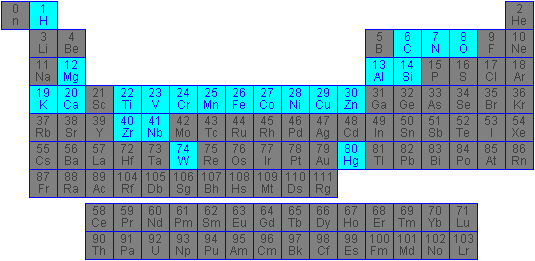 0 1 2
n H He
3 4 5 6 7 8 9 10
Li Be B C N O F Ne
11 12 13 14 15 16 17 18
Na Mg Al Si P S Cl Ar
19 20 21 22 23 24 25 26 27 28 29 30 31 32 33 34 35 36
K Ca Sc Ti V Cr Mn Fe Co Ni Cu Zn Ga Ge As Se Br Kr
37 38 39 40 41 42 43 44 45 46 47 48 49 50 51 52 53 54
Rb Sr Y Zr Nb Mo Tc Ru Rh Pd Ag Cd In Sn Sb Te I Xe
55 56 57 72 73 74 75 76 77 78 79 80 81 82 83 84 85 86
Cs Ba La Hf Ta W Re Os Ir Pt Au Hg Tl Pb Bi Po At Rn
87 88 89 104 105 106 107 108 109 110 111
Fr Ra Ac Rf Db Sg Bh Hs Mt Ds Rg
58 59 60 61 62 63 64 65 66 67 68 69 70 71
Ce Pr Nd Pm Sm Eu Gd Tb Dy Ho Er Tm Yb Lu
90 91 92 93 94 95 96 97 98 99 100 101 102 103
Th Pa U Np Pu Am Cm Bk Cf Es Fm Md No Lr